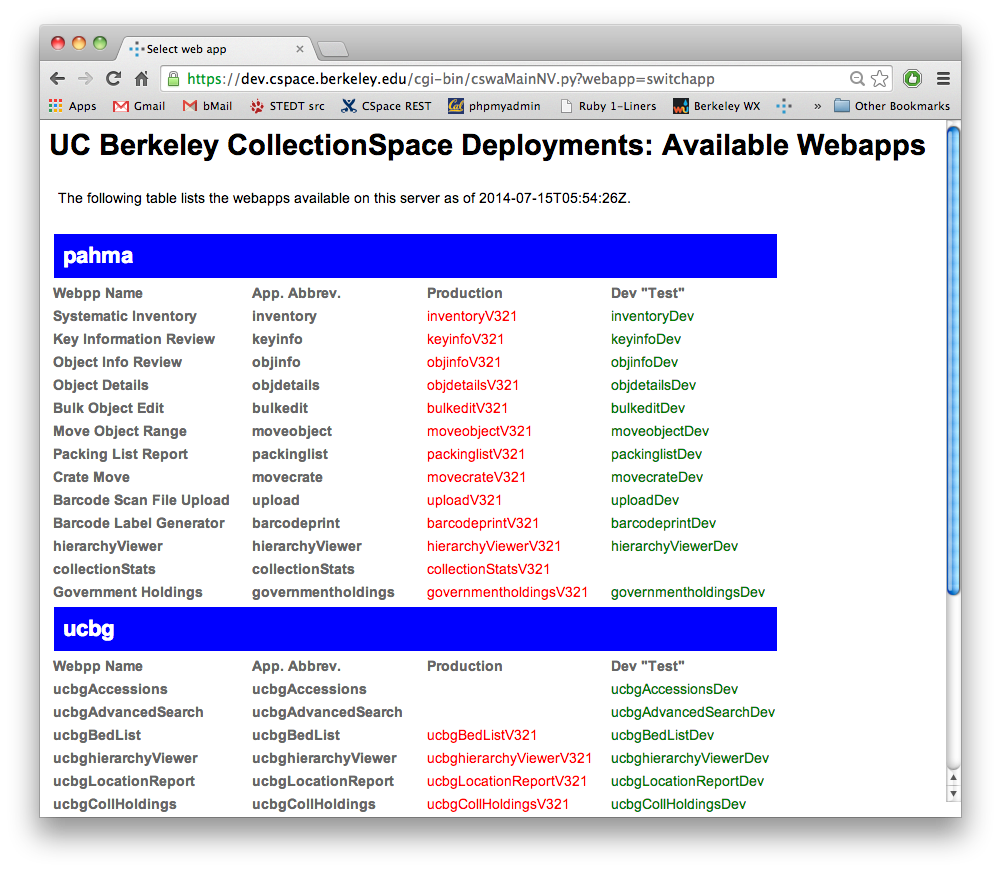 Select web app
https://dev.cspace.berkeley.edu/cgi-bin/cswaMainNV.py?webapp=switchapp
Apps Gmail bMail STEDT src CSpace REST phpmyadmin Ruby 1-Liners Berkeley WX » Other Bookmarks
UC Berkeley CollectionSpace Deployments: Available Webapps
The following table lists the webapps available on this server as of 2014-07-15T05:54:26Z.
pahma
Webpp Name App. Abbrev. Production Dev "Test"
Systematic Inventory inventory inventoryV321 inventoryDev
Key Information Review keyinfo keyinfoV321 keyinfoDev
Object Info Review objinfo objinfoV321 objinfoDev
Object Details objdetails objdetailsV321 objdetailsDev
Bulk Object Edit bulkedit bulkeditV321 bulkeditDev
Move Object Range moveobject moveobjectV321 moveobjectDev
Packing List Report packinglist packinglistV321 packinglistDev
Crate Move movecrate movecrateV321 movecrateDev
Barcode Scan File Upload upload uploadV321 uploadDev
Barcode Label Generator barcodeprint barcodeprintV321 barcodeprintDev
hierarchyViewer hierarchyViewer hierarchyViewerV321 hierarchyViewerDev
collectionStats collectionStats collectionStatsV321
Government Holdings governmentholdings governmentholdingsV321 governmentholdingsDev
ucbg
Webpp Name App. Abbrev. Production Dev "Test"
ucbgAccessions ucbgAccessions ucbgAccessionsDev
ucbgAdvancedSearch ucbgAdvancedSearch ucbgAdvancedSearchDev
ucbgBedList ucbgBedList ucbgBedListV321 ucbgBedListDev
ucbghierarchyViewer ucbghierarchyViewer ucbghierarchyViewerV321 ucbghierarchyViewerDev
ucbgLocationReport ucbgLocationReport ucbgLocationReportV321 ucbgLocationReportDev
ucbgCollHoldings ucbgCollHoldings ucbgCollHoldingsV321 ucbgCollHoldingsDev